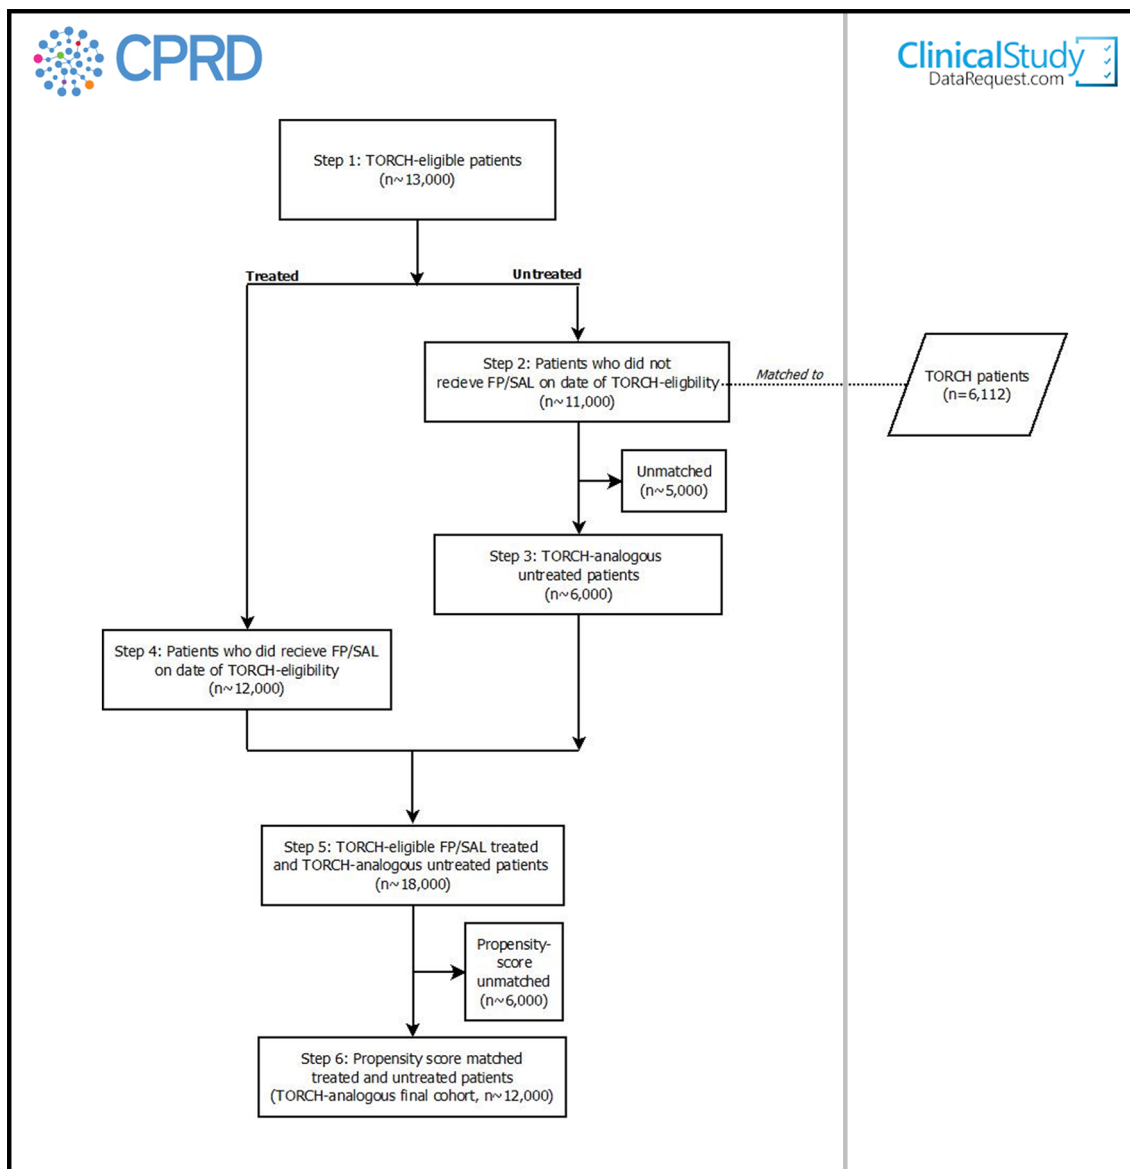 CPRD
ClinicalStudy
DataRequest.com
Step 1: TORCH-eligible patients
(n~13,000)
Treated
Untreated
Step 2: Patients who did not
recieve FP/SAL on date of TORCH-eligbility
(n~11,000)
Matched to
TORCH patients
(n=6,112)
Unmatched
(n~5,000)
Step 3: TORCH-analogous
untreated patients
(n~6,000)
Step 4: Patients who did recieve FP/SAL
on date of TORCH-eligibility
(n~12,000)
Step 5: TORCH-eligible FP/SAL treated
and TORCH-analogous untreated patients
(n~18,000)
Propensity-
score
unmatched
(n~6,000)
Step 6: Propensity score matched
treated and untreated patients
(TORCH-analogous final cohort, n~12,000)